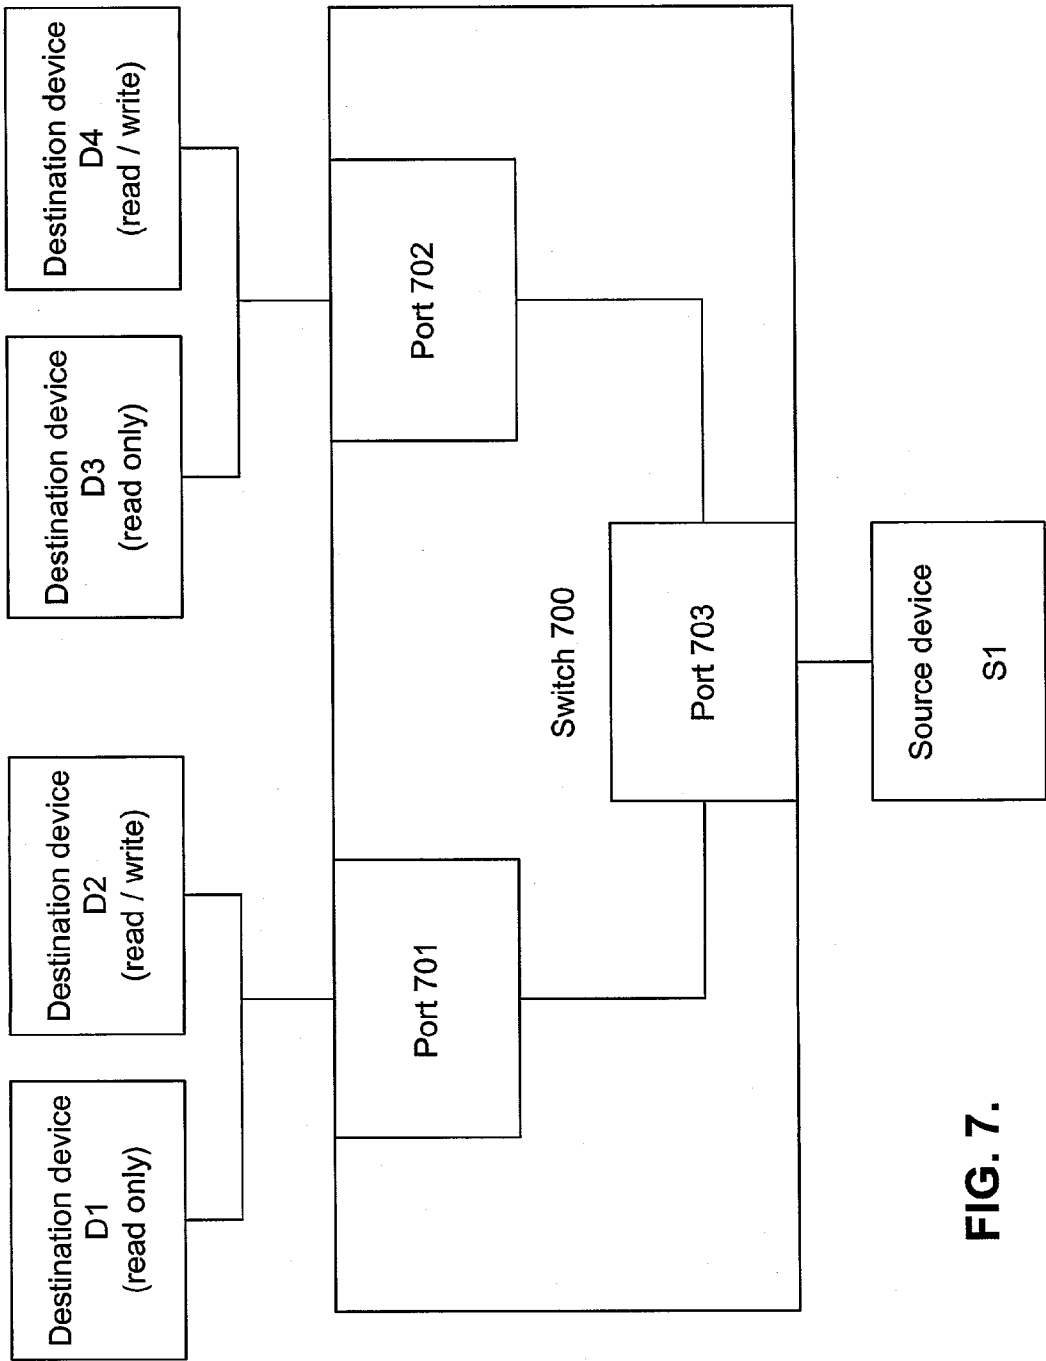 Destination device
D1
(read only)
Destination device
D2
(read / write)
Destination device
D3
(read only)
Destination device
D4
(read / write)
Port 701
Port 702
Switch 700
Port 703
Source device
S1
FIG. 7.